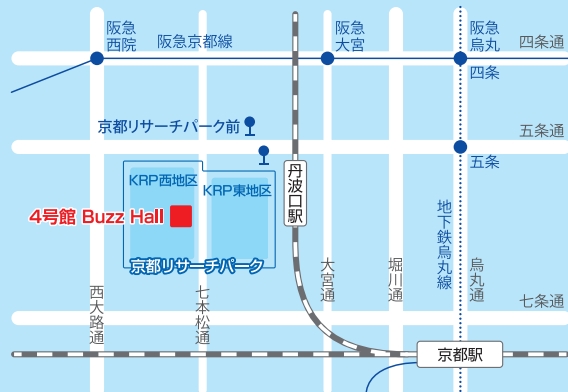 阪急
西院
阪急京都線
阪急
大宮
阪急
烏丸
四条通
四条
京都リサーチパーク前
五条通
五条
KRP西地区
KRP東地区
丹波口駅
4号館 Buzz Hall
京都リサーチパーク
地下鉄烏丸線
西大路通
七本松通
大宮通
堀川通
烏丸通
七条通
京都駅